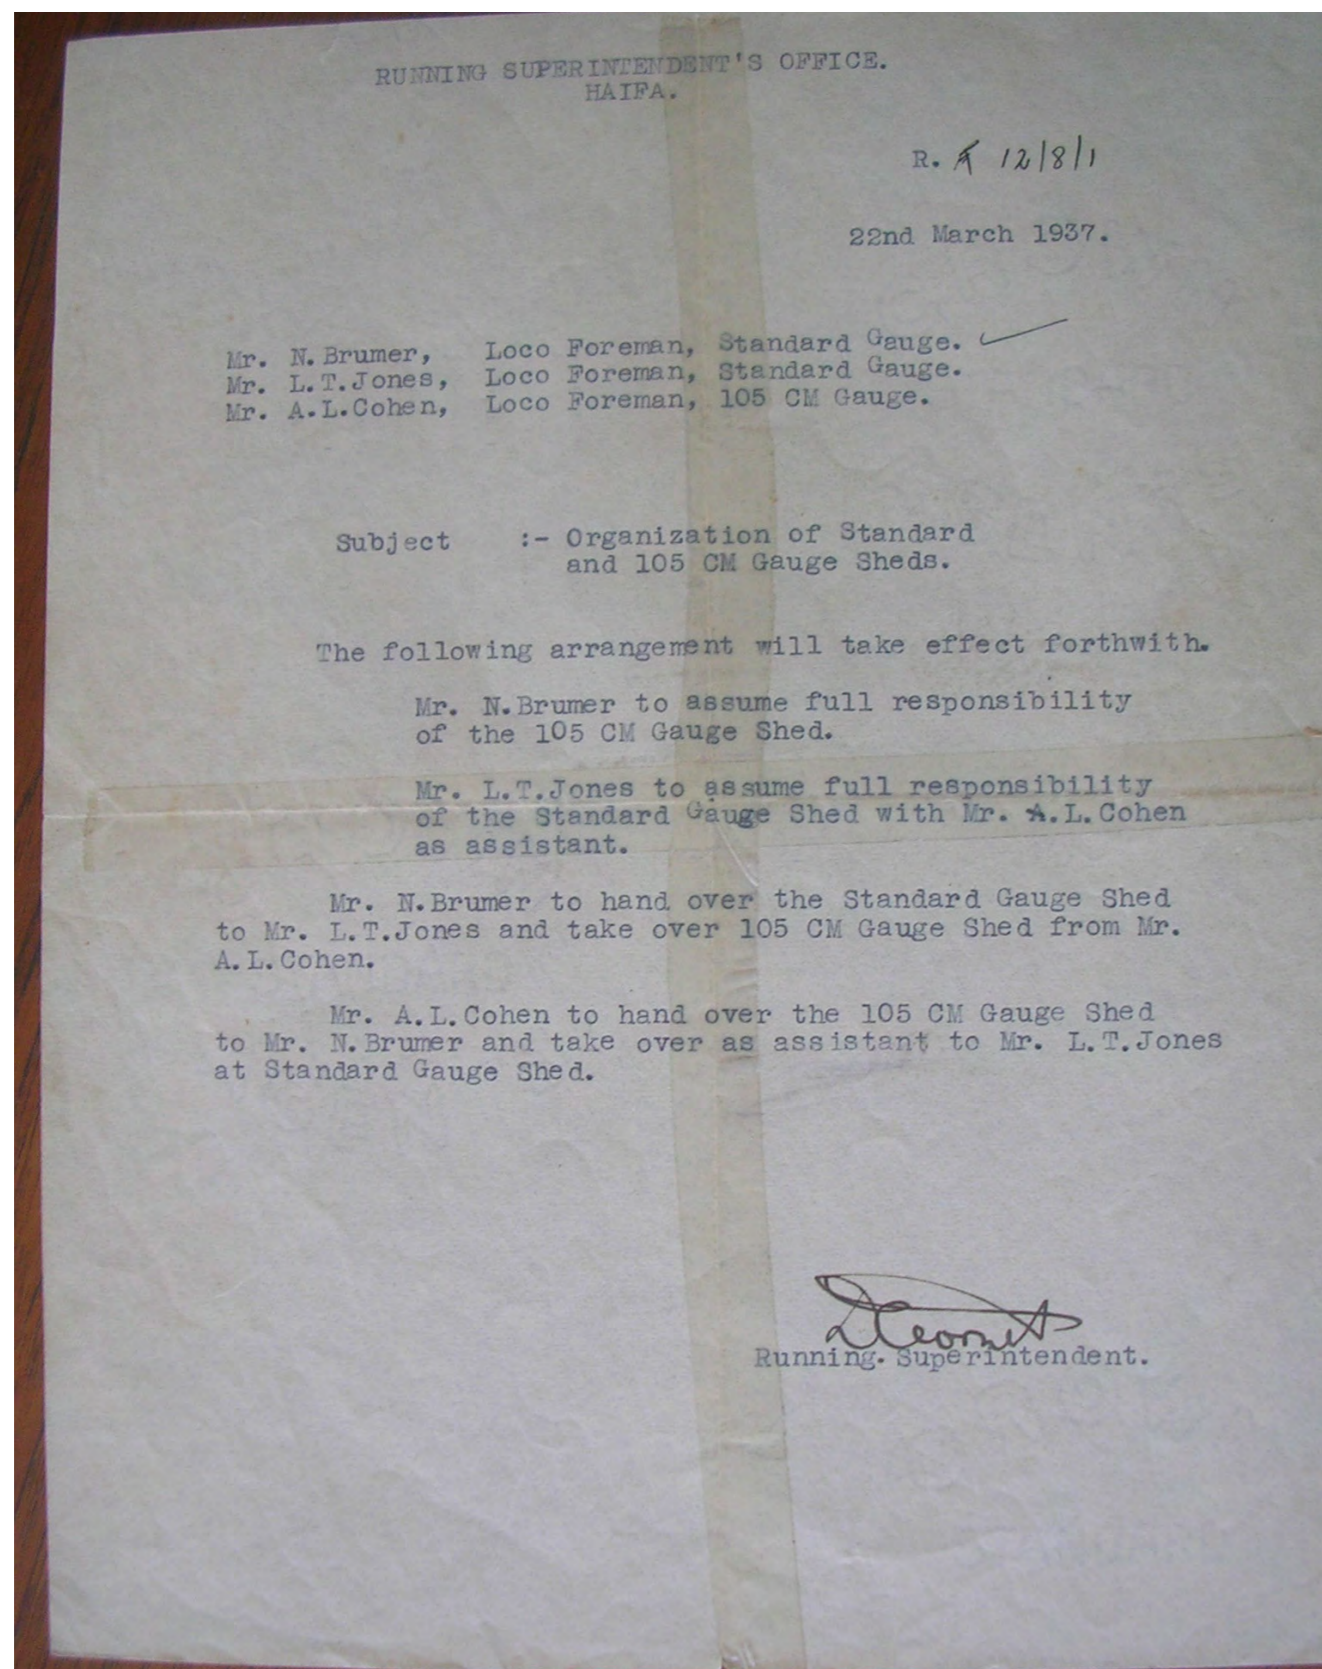 RUNNING SUPERINTENDENT'S OFFICE.
HAIFA.
R. 12/8/1
22nd March 1937.
Mr. N.Brumer, Loco Foreman, Standard Gauge.
Mr. L.T.Jones, Loco Foreman, Standard Gauge.
Mr. A.L.Cohen, Loco Foreman, 105 CM Gauge.
Subject :- Organization of Standard
and 105 CM Gauge Sheds.
The following arrangement will take effect forthwith.
Mr. N.Brumer to assume full responsibility
of the 105 CM Gauge Shed.
Mr. L.T.Jones to assume full responsibility
of the Standard Gauge Shed with Mr. A.L.Cohen
as assistant.
Mr. N.Brumer to hand over the Standard Gauge Shed
to Mr. L.T.Jones and take over 105 CM Gauge Shed from Mr.
A.L.Cohen.
Mr. A.L.Cohen to hand over the 105 CM Gauge Shed
to Mr. N.Brumer and take over as assistant to Mr. L.T.Jones
at Standard Gauge Shed.
Running. Superintendent.